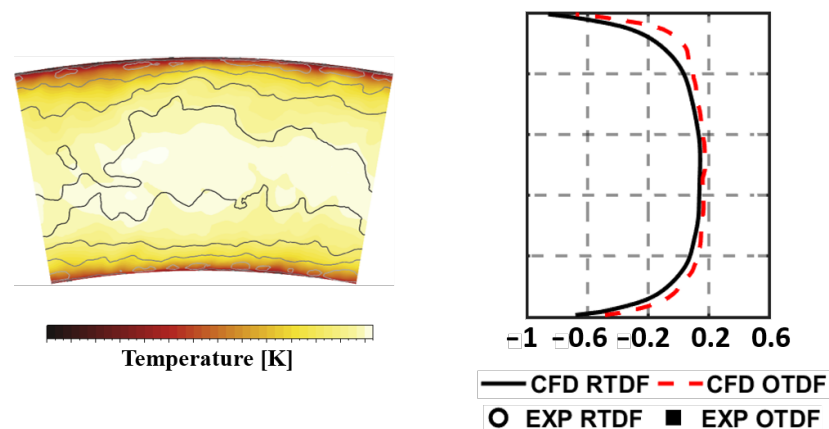 Temperature [K]
−1 −0.6 −0.2 0.2 0.6
CFD RTDF CFD OTDF
EXP RTDF EXP OTDF